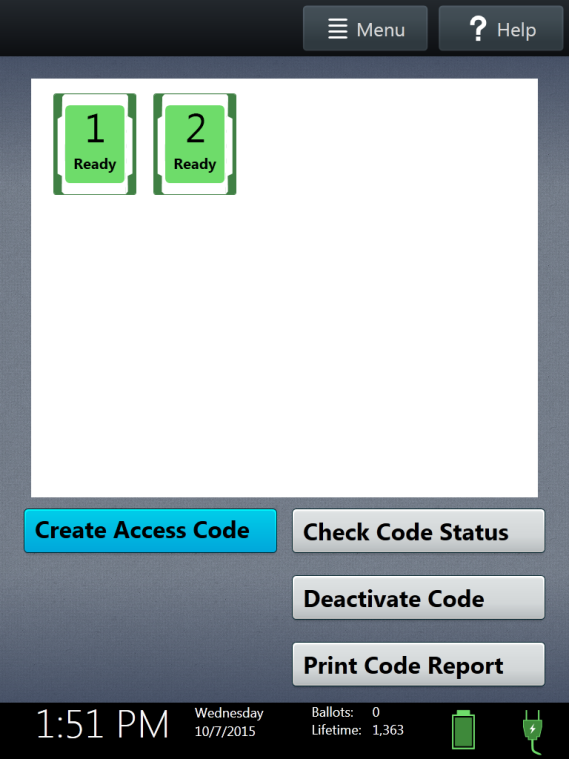 Menu
Help
1
Ready
2
Ready
Create Access Code
Check Code Status
Deactivate Code
Print Code Report
1:51 PM
Wednesday
10/7/2015
Ballots: 0
Lifetime: 1,363